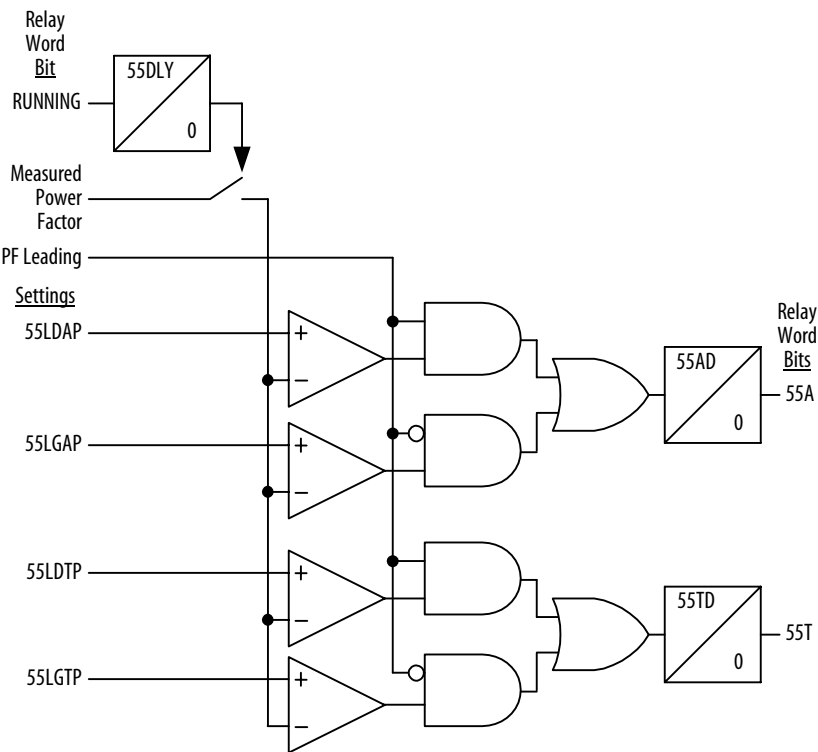 Relay
Word
Bit
RUNNING
55DLY
0
Measured
Power
Factor
PF Leading
Settings
55LDAP
+
−
55LGAP
+
−
55AD
0
Relay
Word
Bits
55A
55LDTP
+
−
55LGTP
+
−
55TD
0
55T